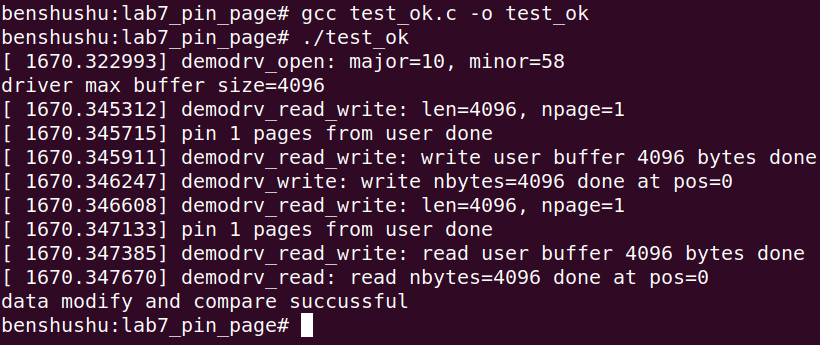 benshushu:lab7_pin_page# gcc test_ok.c -o test_ok
benshushu:lab7_pin_page# ./test_ok
[ 1670.322993] demodrv_open: major=10, minor=58
driver max buffer size=4096
[ 1670.345312] demodrv_read_write: len=4096, npage=1
[ 1670.345715] pin 1 pages from user done
[ 1670.345911] demodrv_read_write: write user buffer 4096 bytes done
[ 1670.346247] demodrv_write: write nbytes=4096 done at pos=0
[ 1670.346608] demodrv_read_write: len=4096, npage=1
[ 1670.347133] pin 1 pages from user done
[ 1670.347385] demodrv_read_write: read user buffer 4096 bytes done
[ 1670.347670] demodrv_read: read nbytes=4096 done at pos=0
data modify and compare succussful
benshushu:lab7_pin_page#